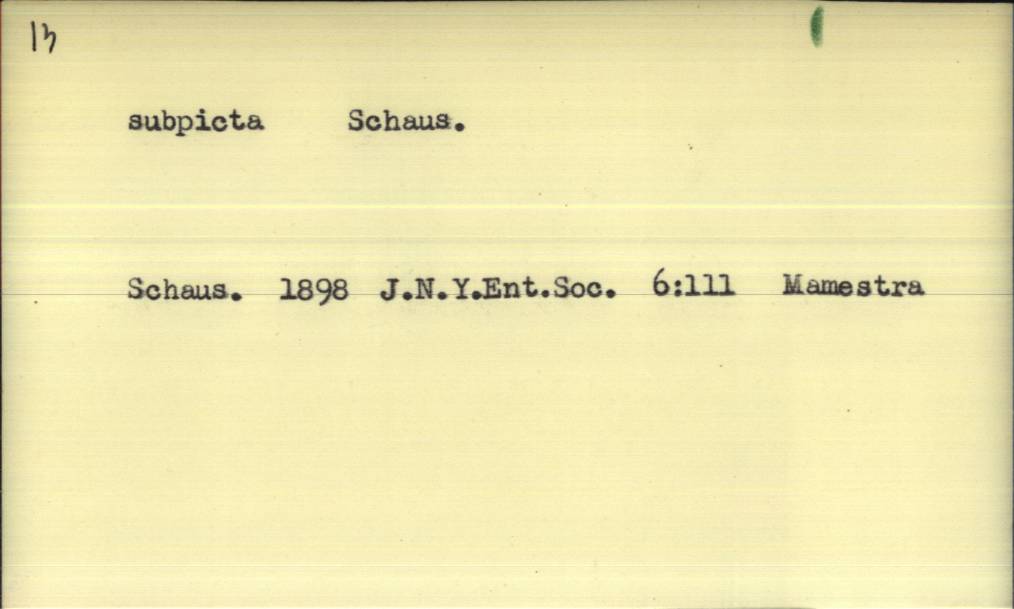 13
subpicta Schaus.
Schaus. 1898 J.N.Y.Ent.Soc. 6:111 Mamestra